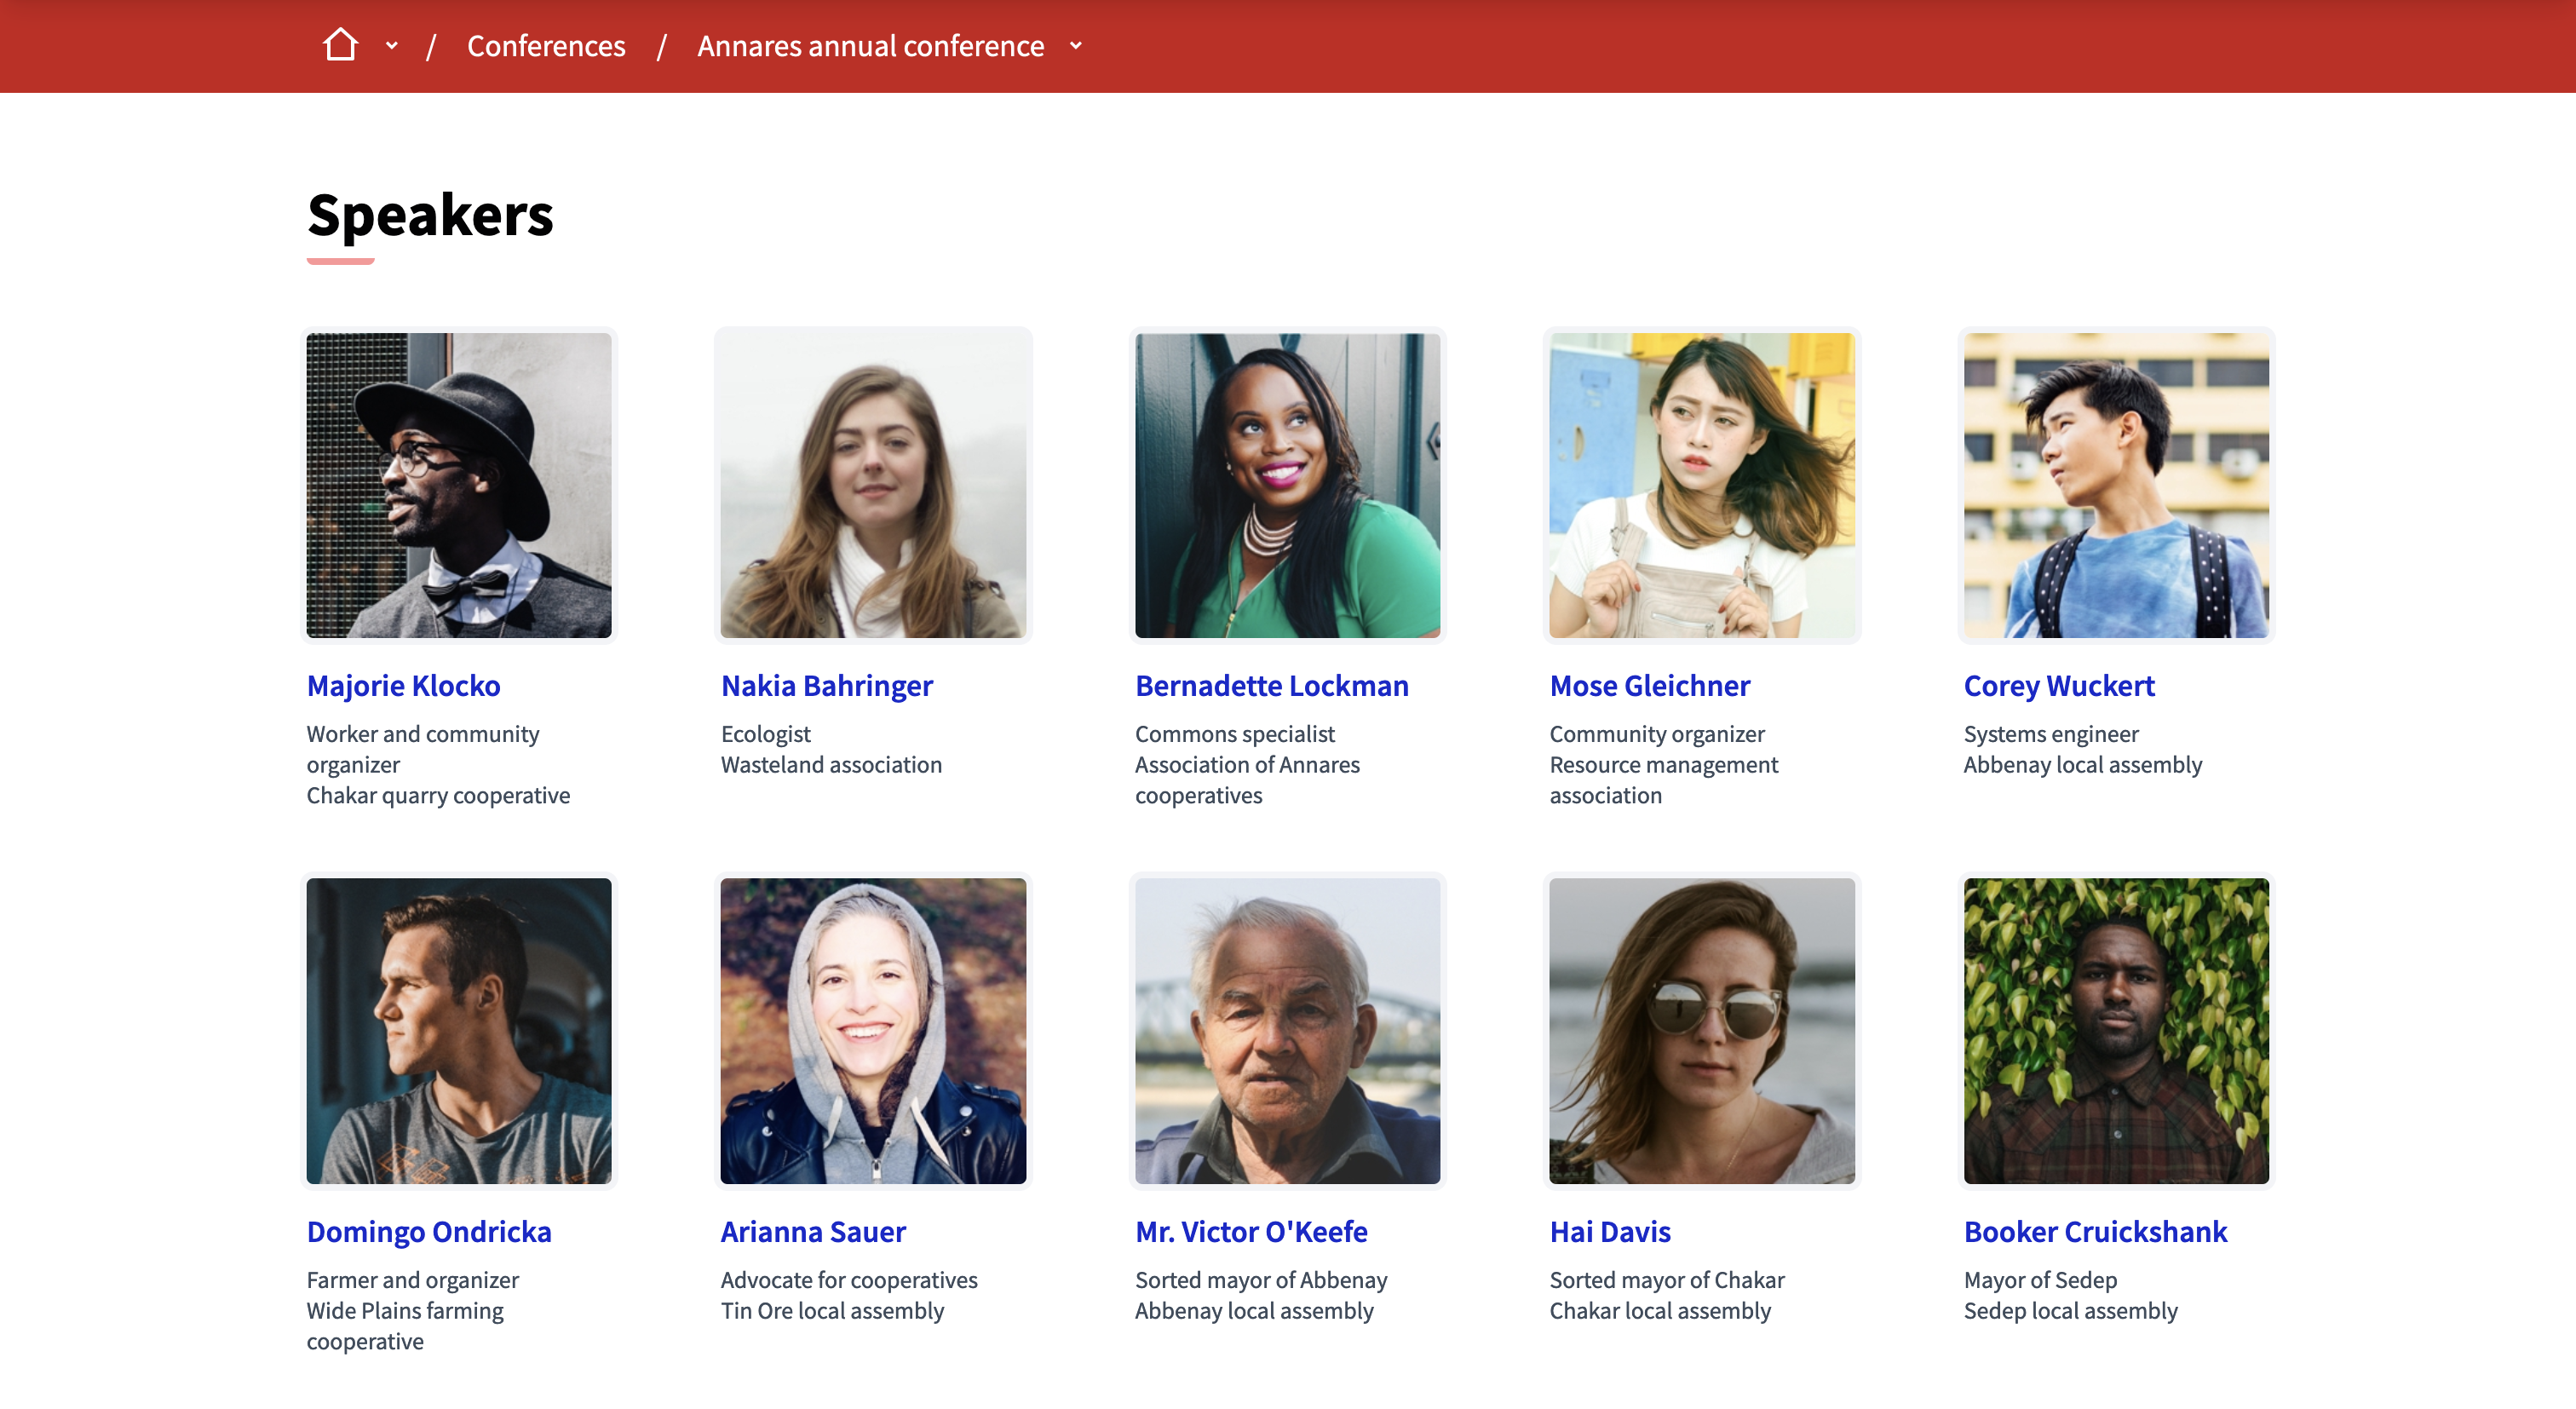 / Conferences / Annares annual conference
Speakers
Majorie Klocko
Worker and community
organizer
Chakar quarry cooperative
Nakia Bahringer
Ecologist
Wasteland association
Bernadette Lockman
Commons specialist
Association of Annares
cooperatives
Mose Gleichner
Community organizer
Resource management
association
Corey Wuckert
Systems engineer
Abbenay local assembly
Domingo Ondricka
Farmer and organizer
Wide Plains farming
cooperative
Arianna Sauer
Advocate for cooperatives
Tin Ore local assembly
Mr. Victor O'Keefe
Sorted mayor of Abbenay
Abbenay local assembly
Hai Davis
Sorted mayor of Chakar
Chakar local assembly
Booker Cruickshank
Mayor of Sedep
Sedep local assembly